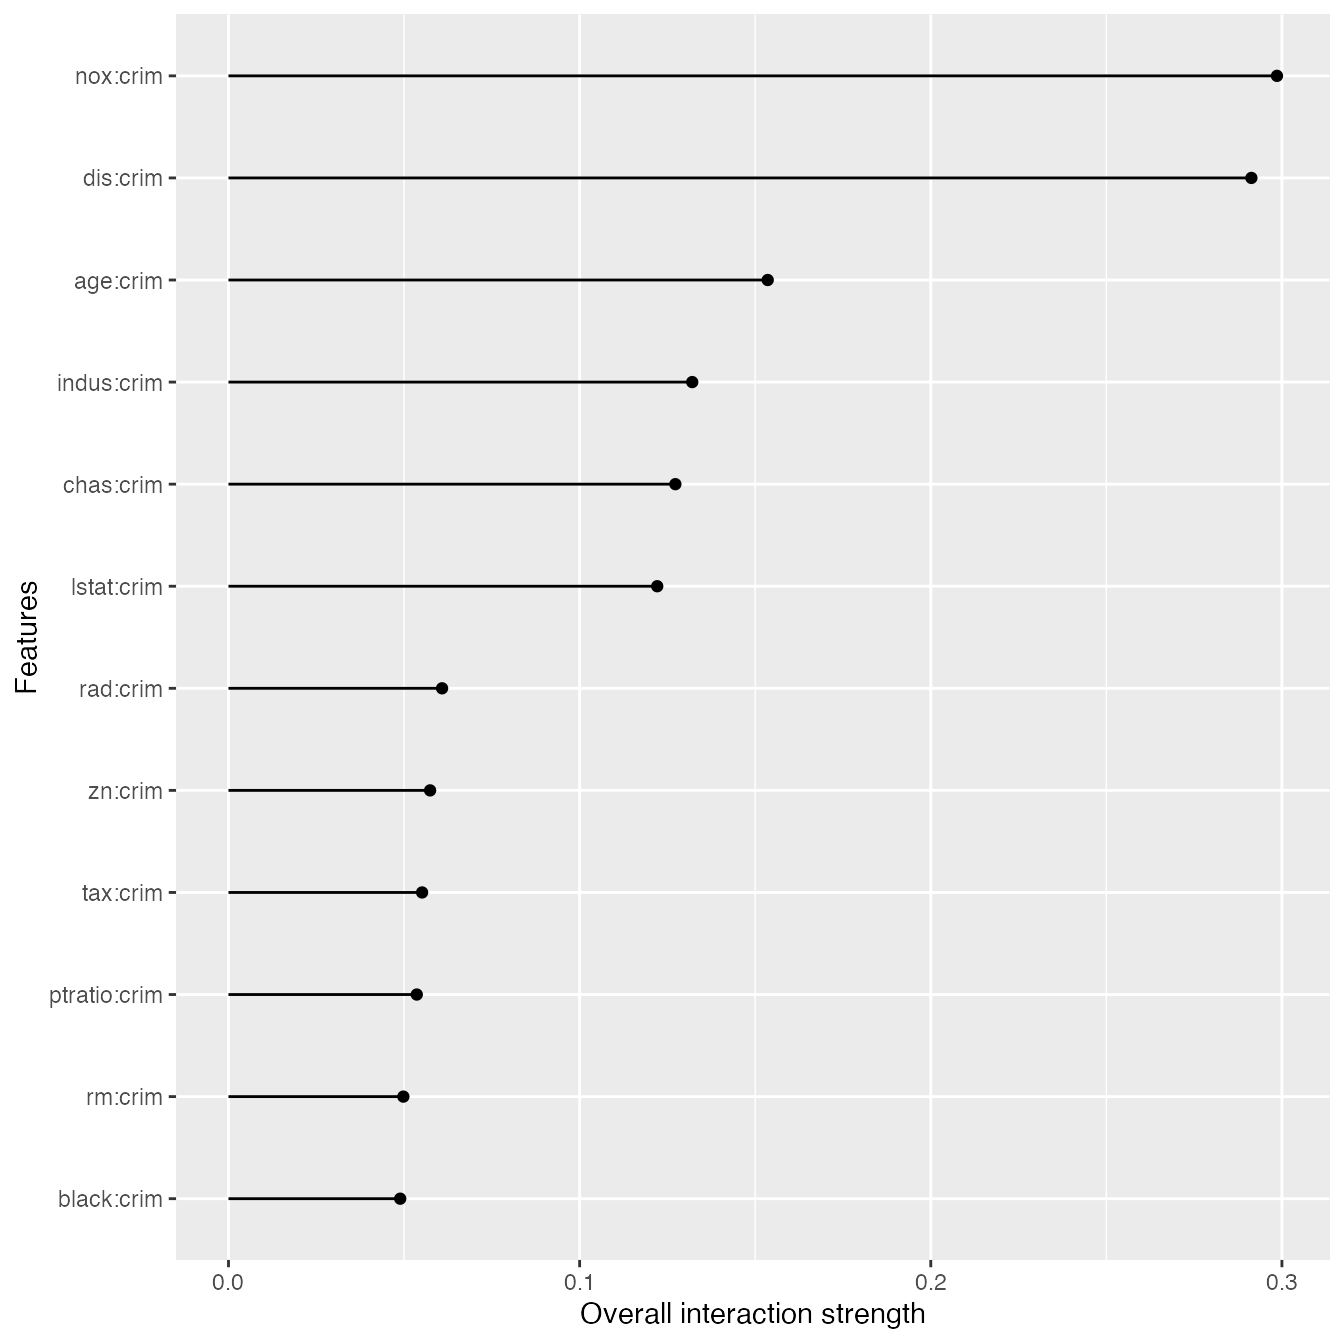 nox:crim
dis:crim
age:crim
indus:crim
chas:crim
lstat:crim
rad:crim
zn:crim
tax:crim
ptratio:crim
rm:crim
black:crim
Features
0.0 0.1 0.2 0.3
Overall interaction strength